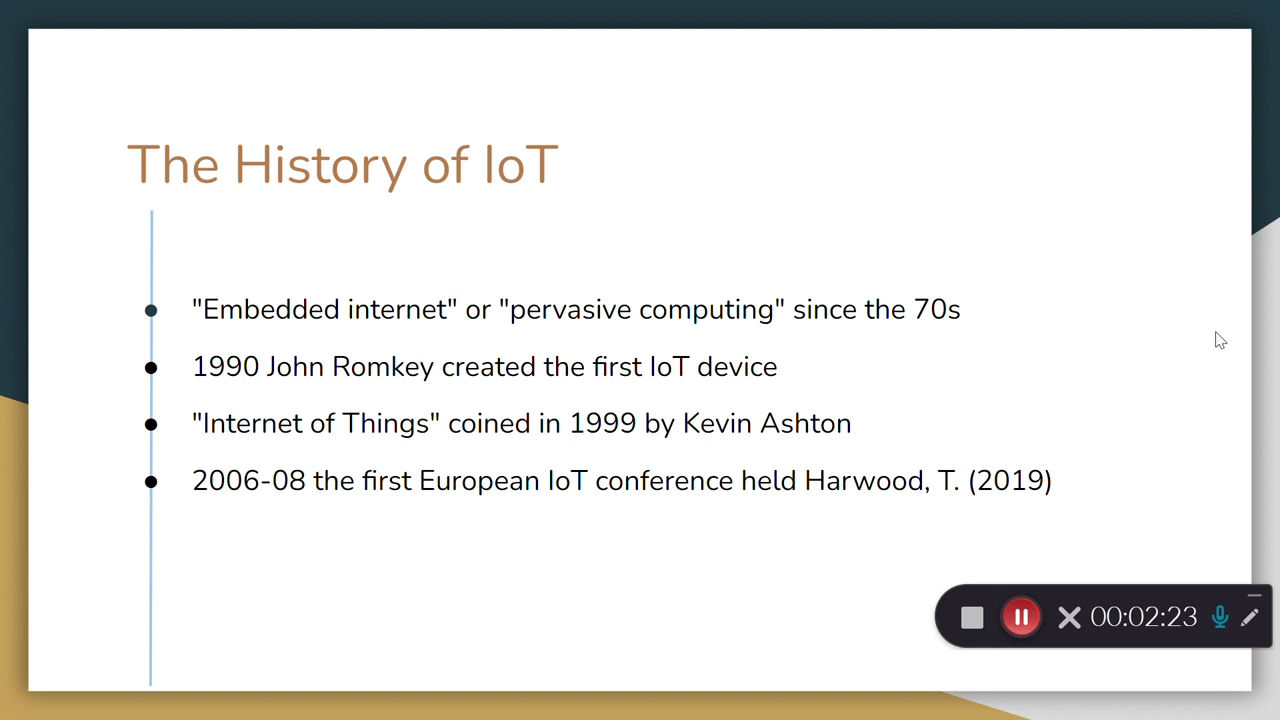 The History of IoT
● "Embedded internet" or "pervasive computing" since the 70s
● 1990 John Romkey created the first IoT device
● "Internet of Things" coined in 1999 by Kevin Ashton
● 2006-08 the first European IoT conference held Harwood, T. (2019)
00:02:23